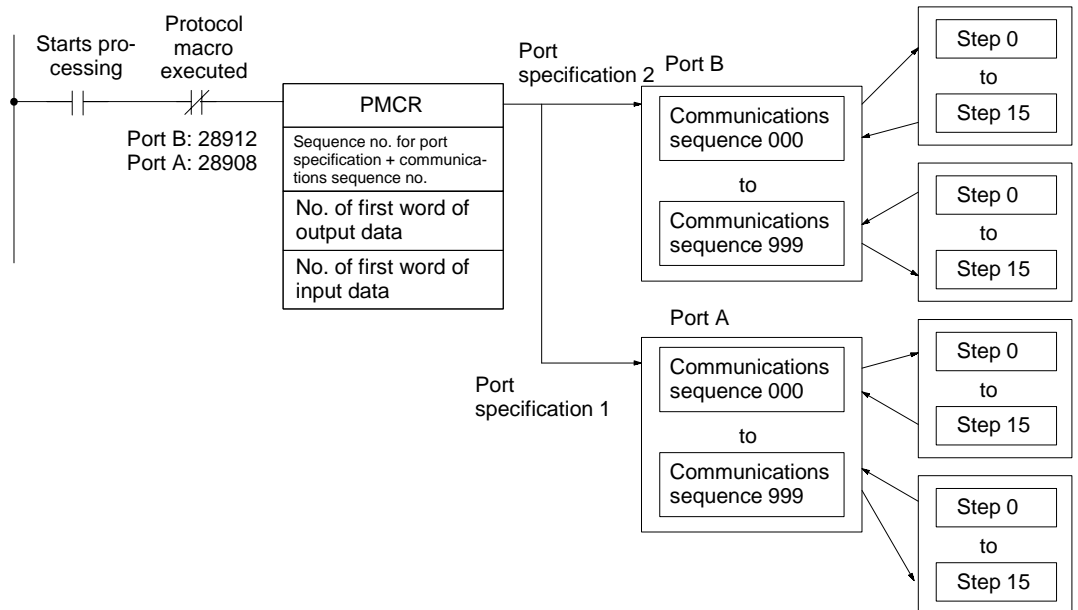 Starts pro-
cessing
Protocol
macro
executed
Port B: 28912
Port A: 28908
PMCR
Sequence no. for port
specification + communica-
tions sequence no.
No. of first word of
output data
No. of first word of
input data
Port
specification 2
Port B
Communications
sequence 000
to
Communications
sequence 999
Step 0
to
Step 15
Step 0
to
Step 15
Port
specification 1
Port A
Communications
sequence 000
to
Communications
sequence 999
Step 0
to
Step 15
Step 0
to
Step 15